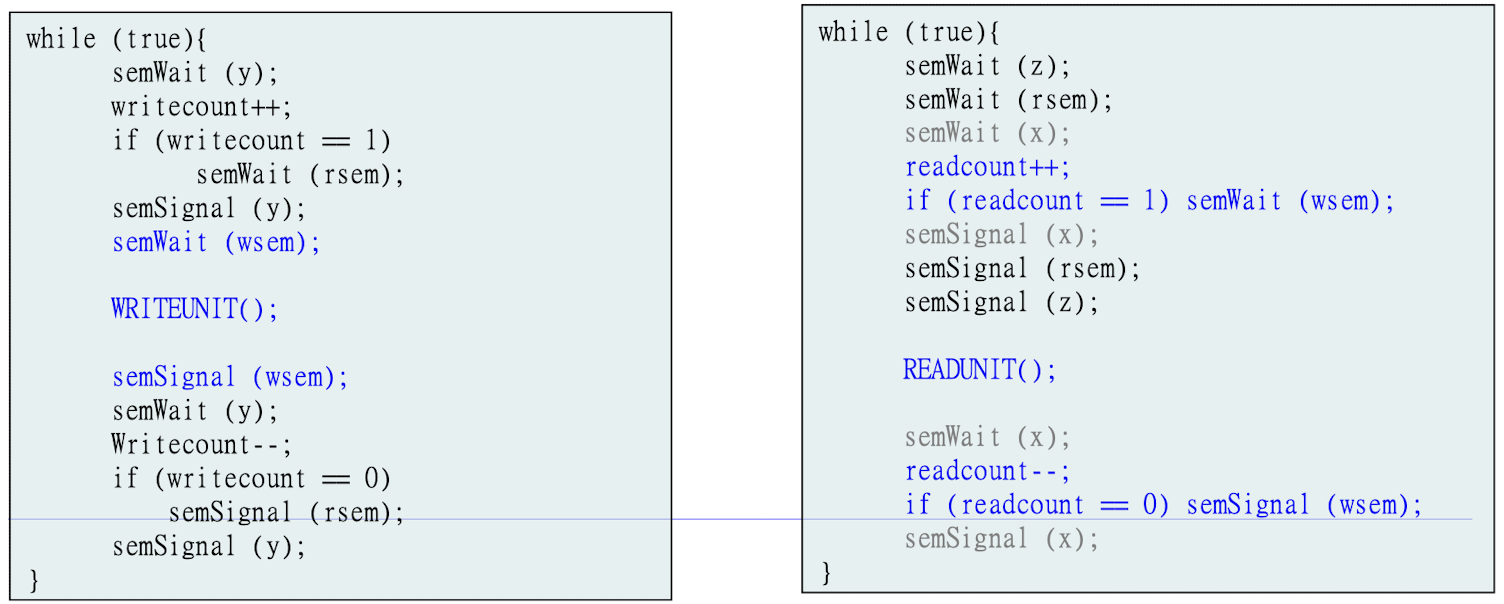 while (true){
semWait (y);
writecount++;
if (writecount == 1)
semWait (rsem);
semSignal (y);
semWait (wsem);
WRITEUNIT();
semSignal (wsem);
semWait (y);
Writecount--;
if (writecount == 0)
semSignal (rsem);
semSignal (y);
}
while (true){
semWait (z);
semWait (rsem);
semWait (x);
readcount++;
if (readcount == 1) semWait (wsem);
semSignal (x);
semSignal (rsem);
semSignal (z);
READUNIT();
semWait (x);
readcount--;
if (readcount == 0) semSignal (wsem);
semSignal (x);
}